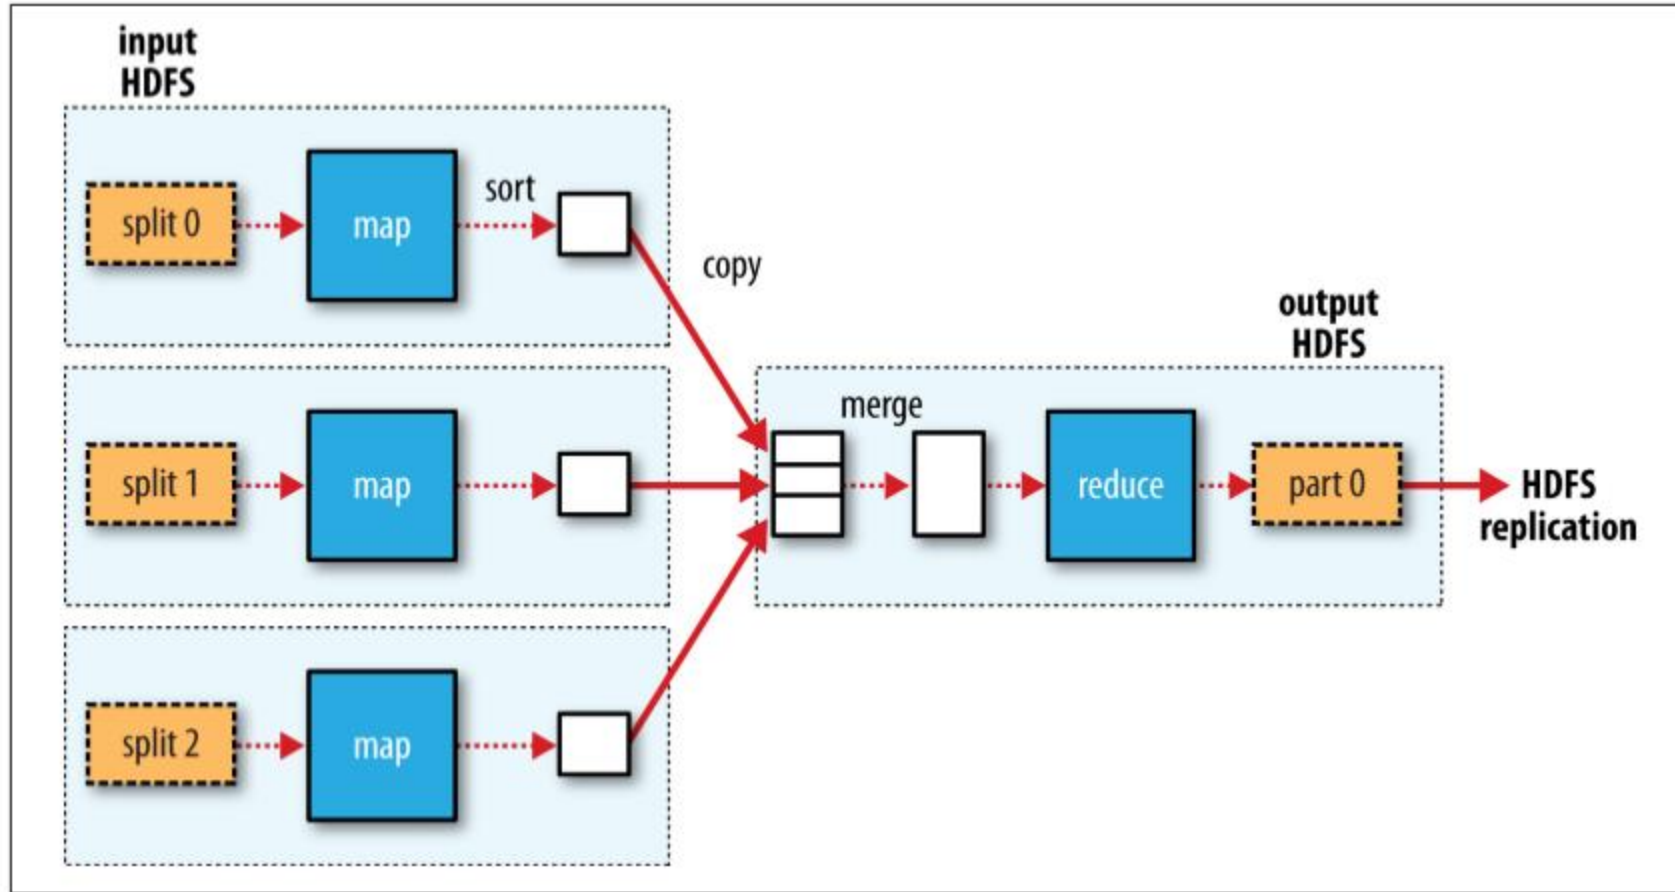 input
HDFS
split 0
map
sort
copy
split 1
map
split 2
map
merge
reduce
output
HDFS
part 0
HDFS
replication